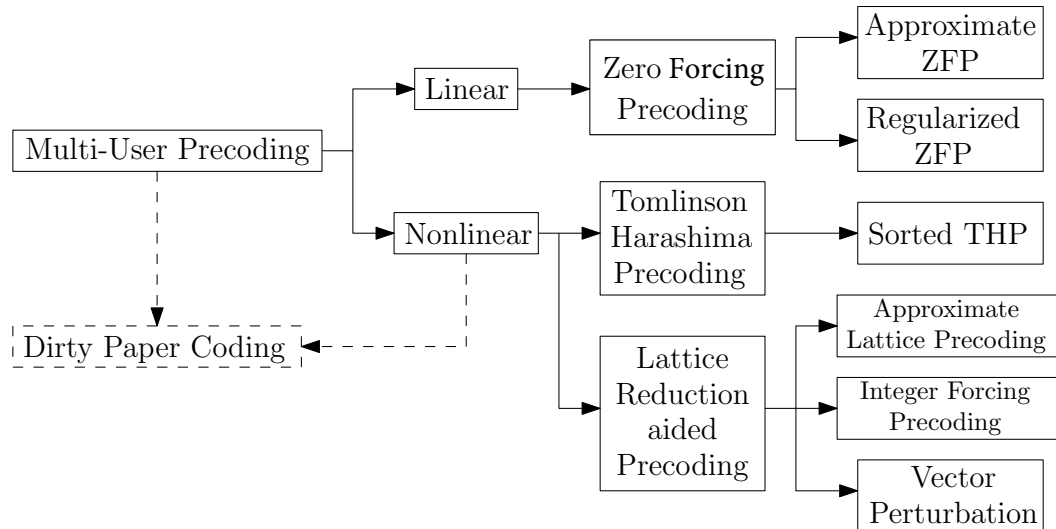 Multi-User Precoding
Dirty Paper Coding
Linear
Nonlinear
Zero Forcing
Precoding
Tomlinson
Harashima
Precoding
Lattice
Reduction
aided
Precoding
Approximate
ZFP
Regularized
ZFP
Sorted THP
Approximate
Lattice Precoding
Integer Forcing
Precoding
Vector
Perturbation